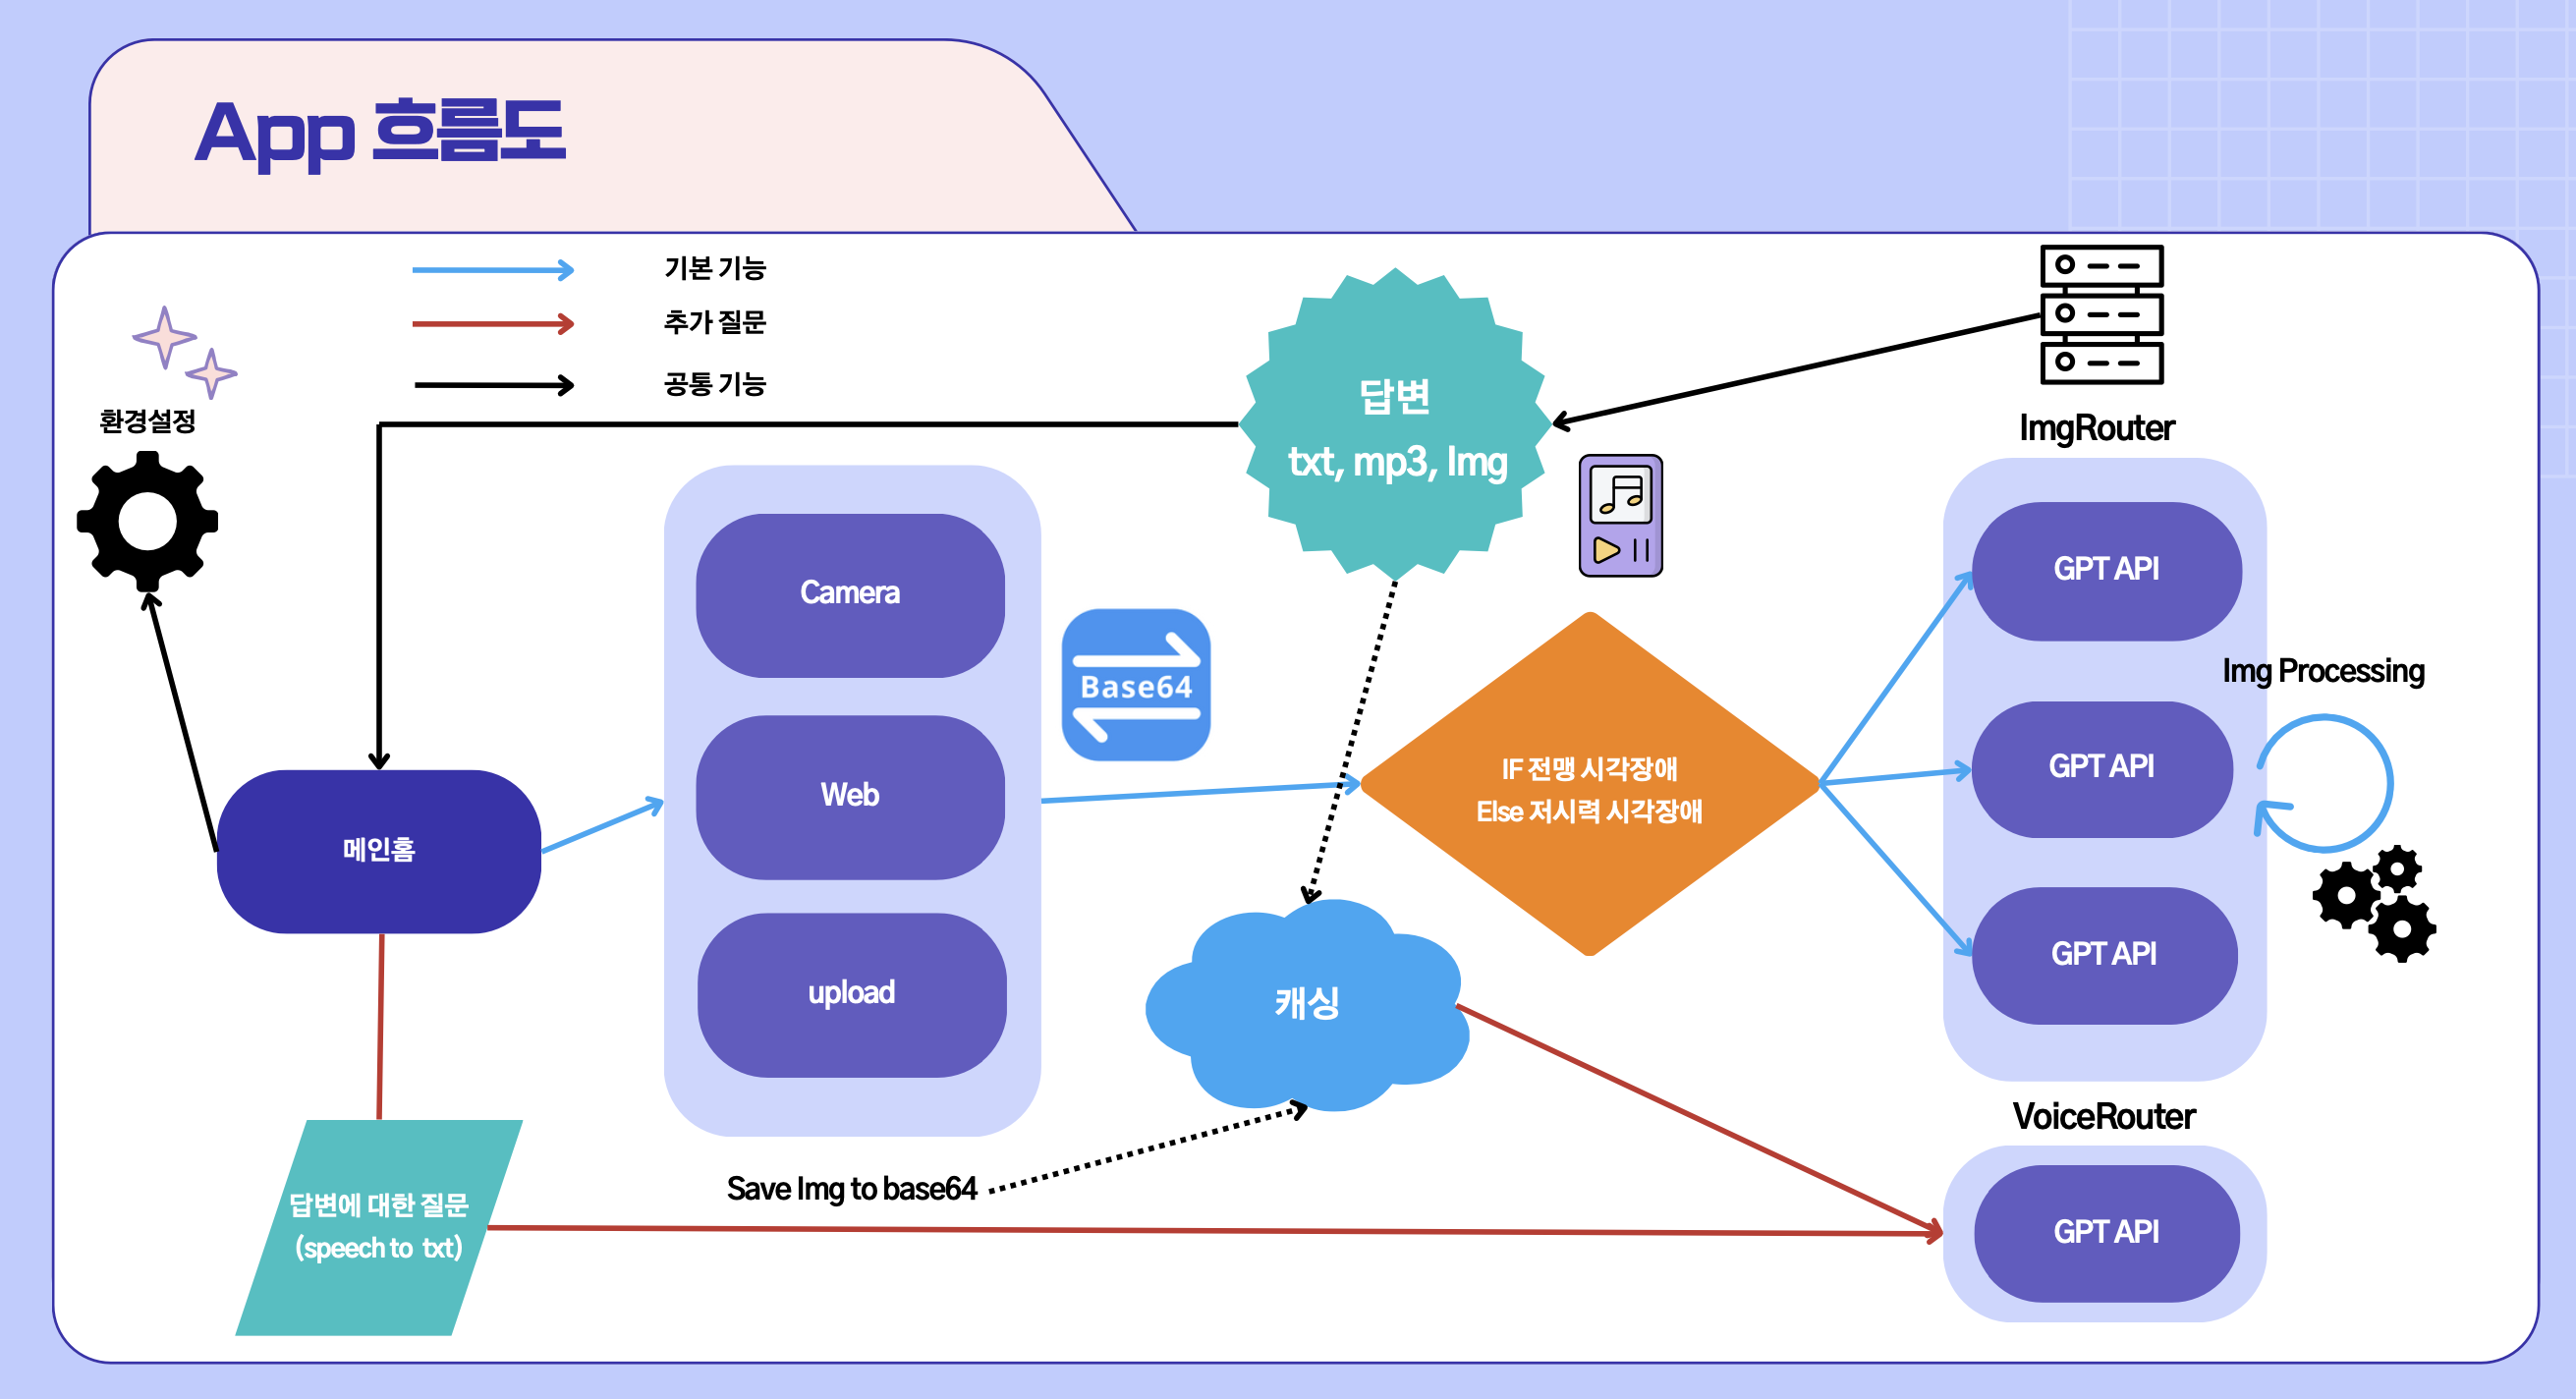 App 흐름도
기본 기능
추가 질문
공통 기능
환경설정
답변
txt, mp3, Img
ImgRouter
Camera
Web
upload
Base64
IF 전맹 시각장애
Else 저시력 시각장애
GPT API
GPT API
GPT API
Img Processing
메인홈
캐싱
VoiceRouter
GPT API
Save Img to base64
답변에 대한 질문
(speech to txt)